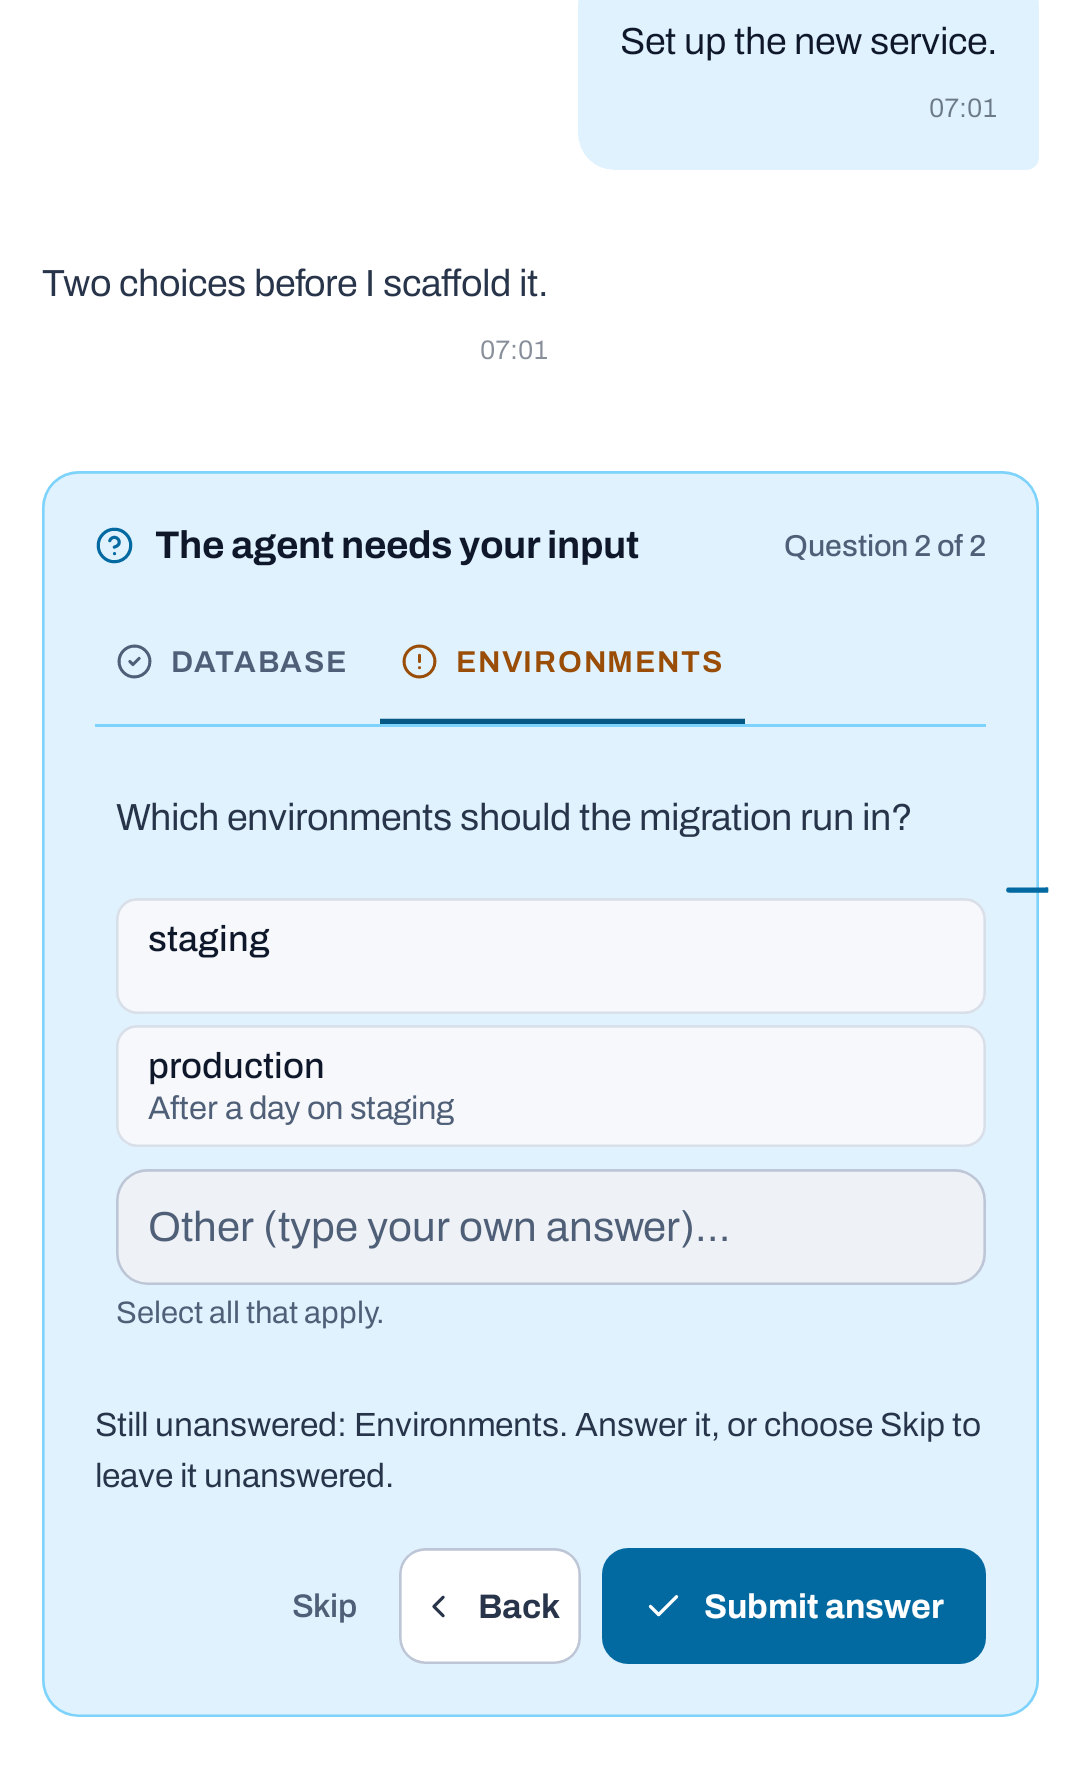 Set up the new service.
07:01
Two choices before I scaffold it.
07:01
The agent needs your input
Question 2 of 2
DATABASE
ENVIRONMENTS
Which environments should the migration run in?
staging
production
After a day on staging
Other (type your own answer)...
Select all that apply.
Still unanswered: Environments. Answer it, or choose Skip to
leave it unanswered.
Skip
Back
Submit answer